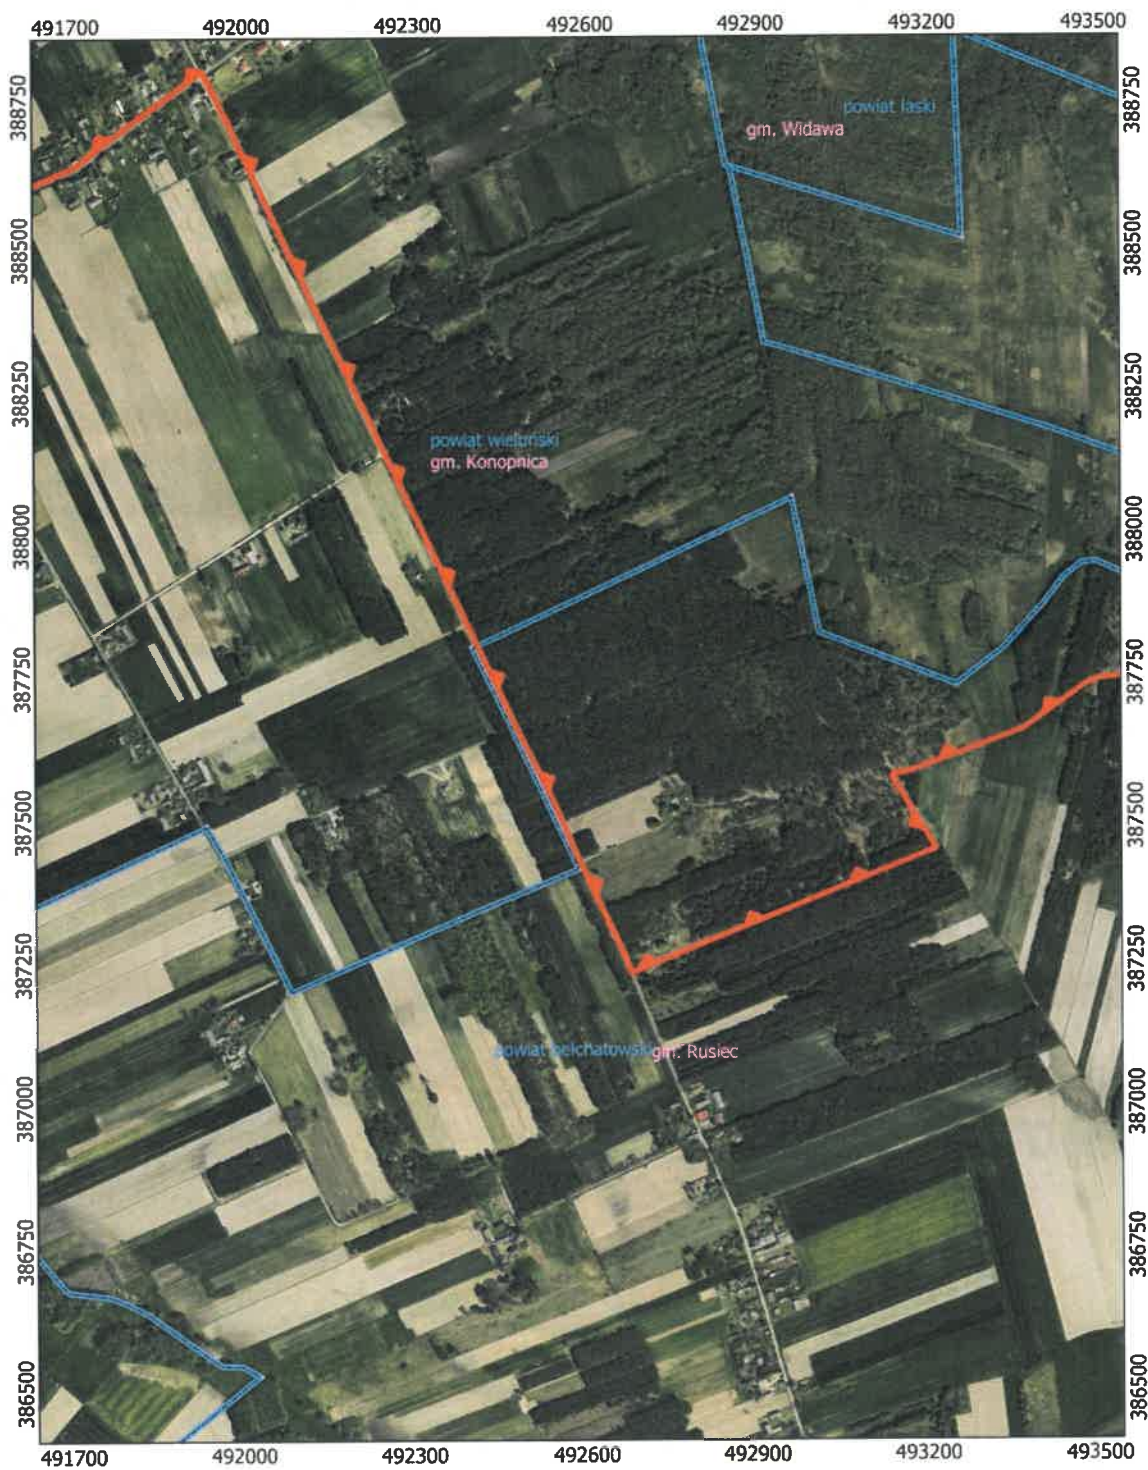 491700 492000 492300 492600 492900 493200 493500
388750 388750
powiat łaski
gm. Widawa
388500 388500
388250 388250
powiat wieluński
gm. Konopnica
388000 388000
387750 387750
387500 387500
387250 387250
powiat bełchatowski gm. Rusiec
387000 387000
386750 386750
386500 386500
491700 492000 492300 492600 492900 493200 493500